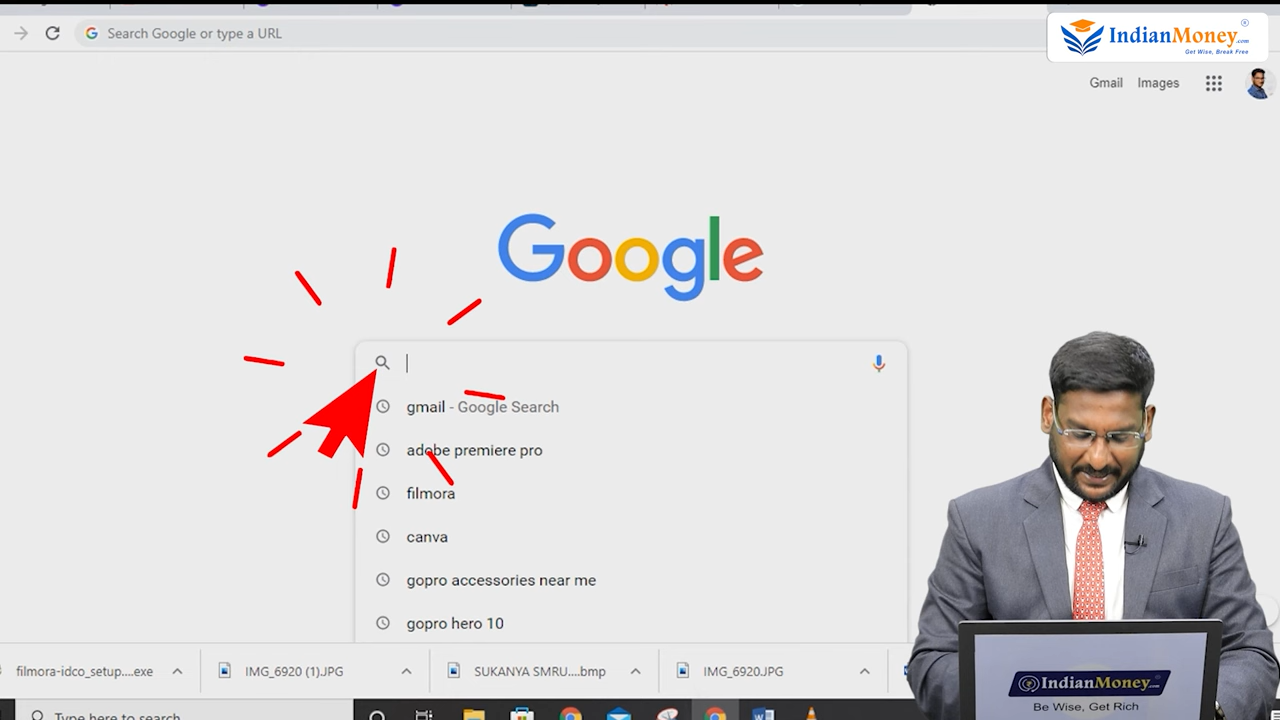 Search Google or type a URL
IndianMoney.com
Get Wise, Break Free
Gmail Images
Google
gmail - Google Search
adobe premiere pro
filmora
canva
gopro accessories near me
gopro hero 10
filmora-idco_setup....exe
IMG_6920 (1).JPG
SUKANYA SMRU....bmp
IMG_6920.JPG
IndianMoney.com
Be Wise, Get Rich
Type here to search